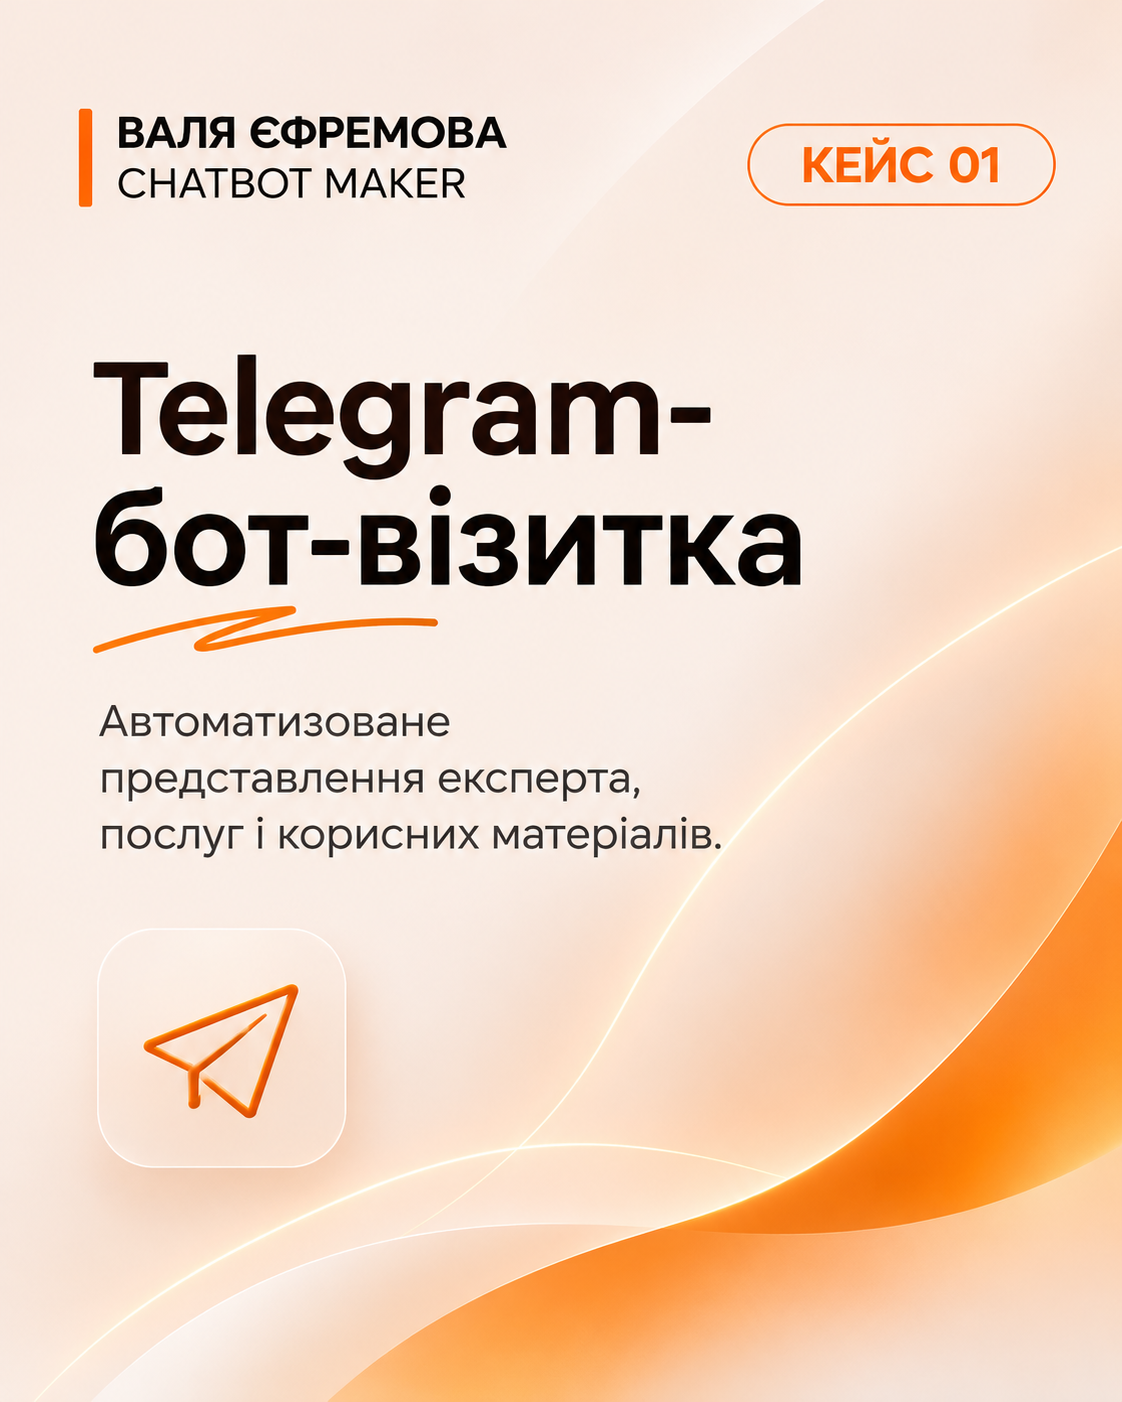 ВАЛЯ ЄФРЕМОВА
CHATBOT MAKER
КЕЙС 01
Telegram-
бот-візитка
Автоматизоване
представлення експерта,
послуг і корисних матеріалів.